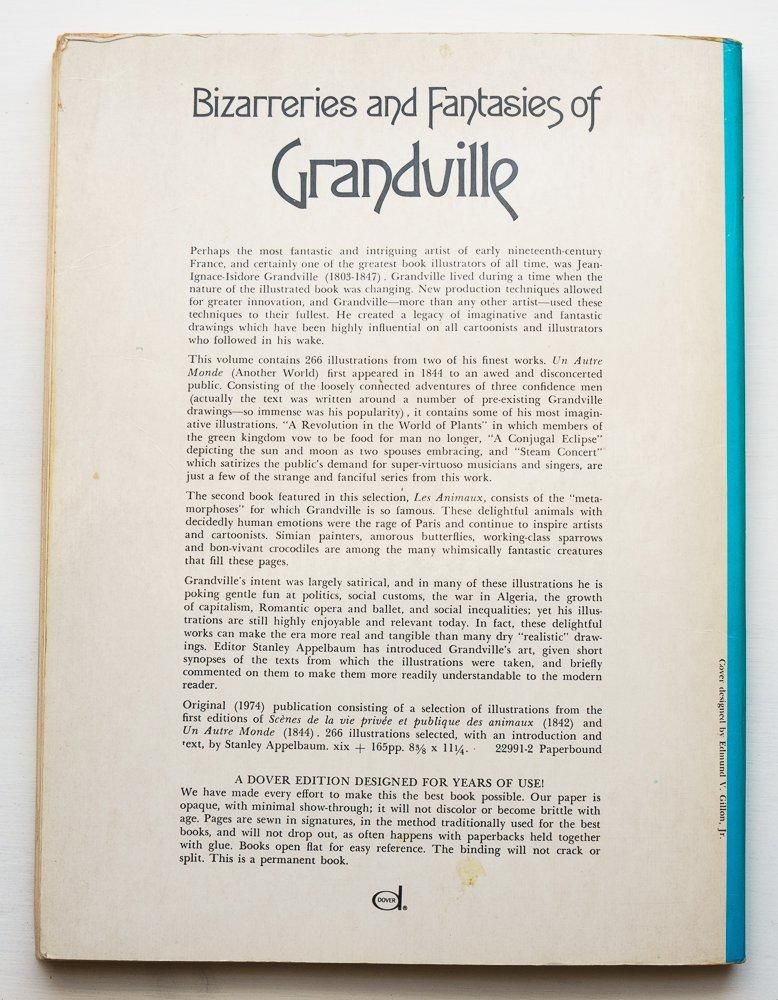 Bizarreries and Fantasies of
Grandville
Perhaps the most fantastic and intriguing artist of early nineteenth-century
France, and certainly one of the greatest book illustrators of all time, was Jean-
Ignace-Isidore Grandville (1803-1847). Grandville lived during a time when the
nature of the illustrated book was changing. New production techniques allowed
for greater innovation, and Grandville—more than any other artist—used these
techniques to their fullest. He created a legacy of imaginative and fantastic
drawings which have been highly influential on all cartoonists and illustrators
who followed in his wake.
This volume contains 266 illustrations from two of his finest works. Un Autre
Monde (Another World) first appeared in 1844 to an awed and disconcerted
public. Consisting of the loosely connected adventures of three confidence men
(actually the text was written around a number of pre-existing Grandville
drawings—so immense was his popularity), it contains some of his most imagin-
ative illustrations. "A Revolution in the World of Plants" in which members of
the green kingdom vow to be food for man no longer, "A Conjugal Eclipse"
depicting the sun and moon as two spouses embracing, and "Steam Concert"
which satirizes the public's demand for super-virtuoso musicians and singers, are
just a few of the strange and fanciful series from this work.
The second book featured in this selection, Les Animaux, consists of the "meta-
morphoses" for which Grandville is so famous. These delightful animals with
decidedly human emotions were the rage of Paris and continue to inspire artists
and cartoonists. Simian painters, amorous butterflies, working-class sparrows
and bon-vivant crocodiles are among the many whimsically fantastic creatures
that fill these pages.
Grandville's intent was largely satirical, and in many of these illustrations he is
poking gentle fun at politics, social customs, the war in Algeria, the growth
of capitalism, Romantic opera and ballet, and social inequalities; yet his illus-
trations are still highly enjoyable and relevant today. In fact, these delightful
works can make the era more real and tangible than many dry "realistic" draw-
ings. Editor Stanley Appelbaum has introduced Grandville's art, given short
synopses of the texts from which the illustrations were taken, and briefly
commented on them to make them more readily understandable to the modern
reader.
Original (1974) publication consisting of a selection of illustrations from the
first editions of Scènes de la vie privée et publique des animaux (1842) and
Un Autre Monde (1844). 266 illustrations selected, with an introduction and
text, by Stanley Appelbaum. xix + 165pp. 8⅜ x 11¼. 22991-2 Paperbound
A DOVER EDITION DESIGNED FOR YEARS OF USE!
We have made every effort to make this the best book possible. Our paper is
opaque, with minimal show-through; it will not discolor or become brittle with
age. Pages are sewn in signatures, in the method traditionally used for the best
books, and will not drop out, as often happens with paperbacks held together
with glue. Books open flat for easy reference. The binding will not crack or
split. This is a permanent book.
DOVER®
Cover designed by Edmund V. Gillon, Jr.